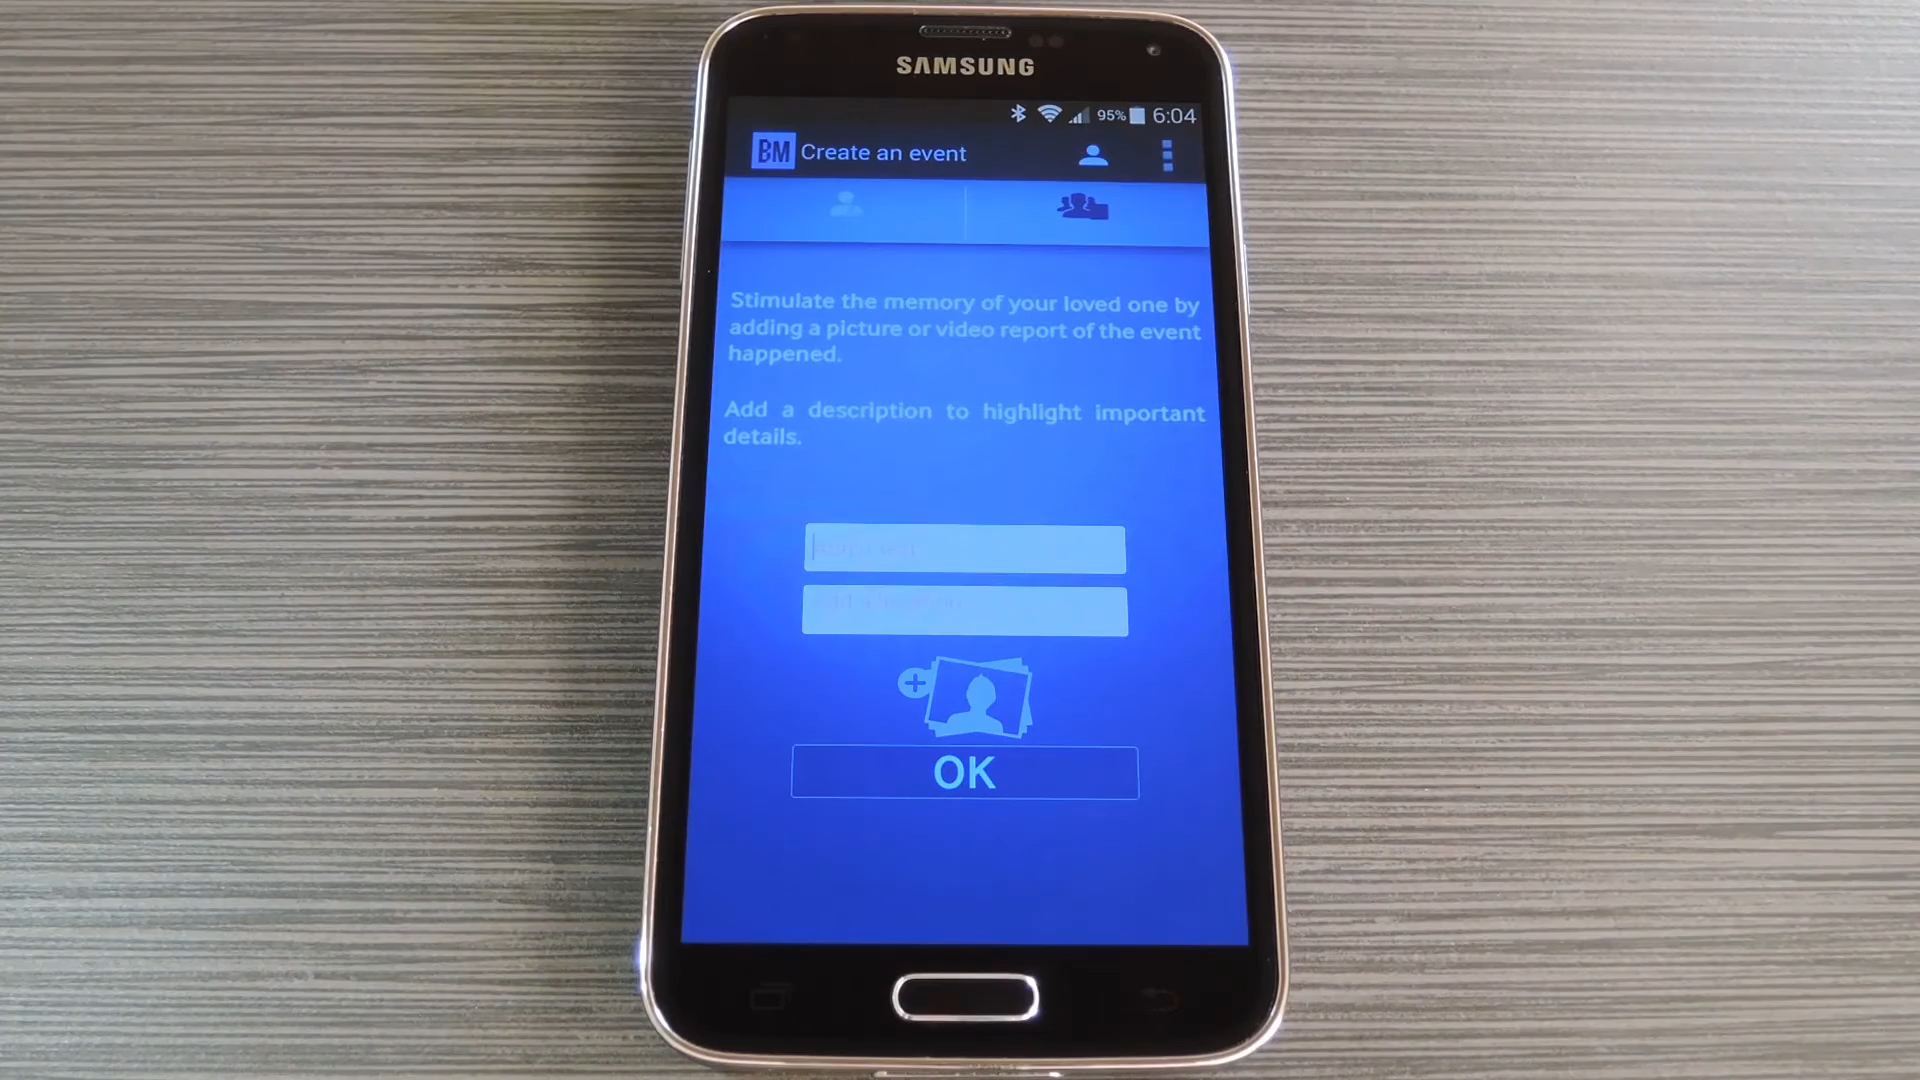 SAMSUNG
95% 6:04
BM Create an event
Stimulate the memory of your loved one by
adding a picture or video report of the event
happened.
Add a description to highlight important
details.
Add a
OK